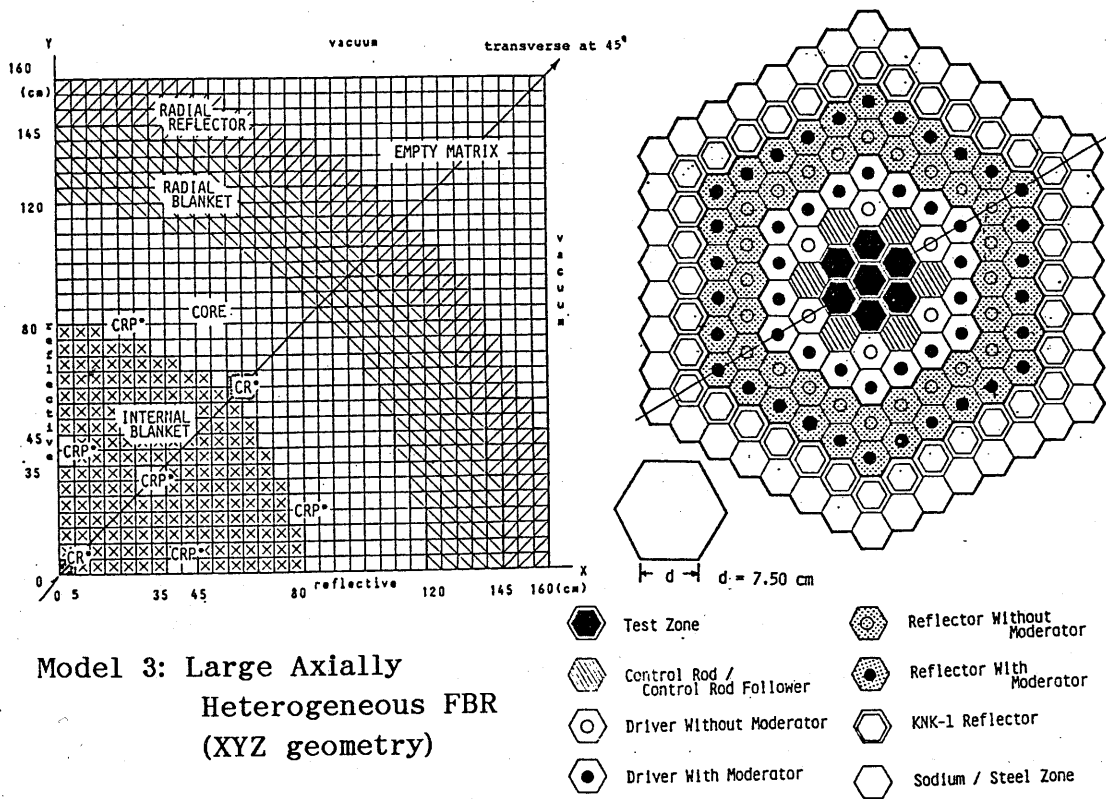 Y
vacuum
transverse at 45°
160
(cm)
RADIAL
REFLECTOR
145
EMPTY MATRIX
RADIAL
BLANKET
120
vacuum
CORE
80
CRP*
reflective
CR*
INTERNAL
BLANKET
45
CRP*
35
CRP*
CRP*
CR*
CRP*
0
X
reflective
0 5 35 45 80 120 145 160(cm)
Model 3: Large Axially
Heterogeneous FBR
(XYZ geometry)
d
d = 7.50 cm
Test Zone
Control Rod /
Control Rod Follower
Driver Without Moderator
Driver With Moderator
Reflector Without
Moderator
Reflector With
Moderator
KNK-1 Reflector
Sodium / Steel Zone